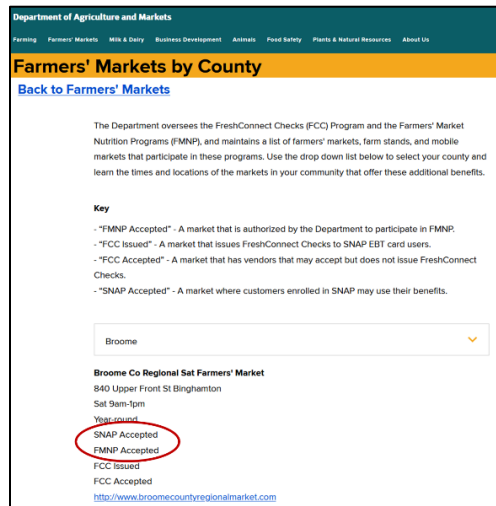 Department of Agriculture and Markets
Farming Farmers' Markets Milk & Dairy Business Development Animals Food Safety Plants & Natural Resources About Us
Farmers' Markets by County
Back to Farmers' Markets
The Department oversees the FreshConnect Checks (FCC) Program and the Farmers' Market
Nutrition Programs (FMNP), and maintains a list of farmers' markets, farm stands, and mobile
markets that participate in these programs. Use the drop down list below to select your county and
learn the times and locations of the markets in your community that offer these additional benefits.
Key
- "FMNP Accepted" - A market that is authorized by the Department to participate in FMNP.
- "FCC Issued" - A market that issues FreshConnect Checks to SNAP EBT card users.
- "FCC Accepted" - A market that has vendors that may accept but does not issue FreshConnect
Checks.
- "SNAP Accepted" - A market where customers enrolled in SNAP may use their benefits.
Broome
Broome Co Regional Sat Farmers' Market
840 Upper Front St Binghamton
Sat 9am-1pm
Year-round
SNAP Accepted
FMNP Accepted
FCC Issued
FCC Accepted
http://www.broomecountyregionalmarket.com